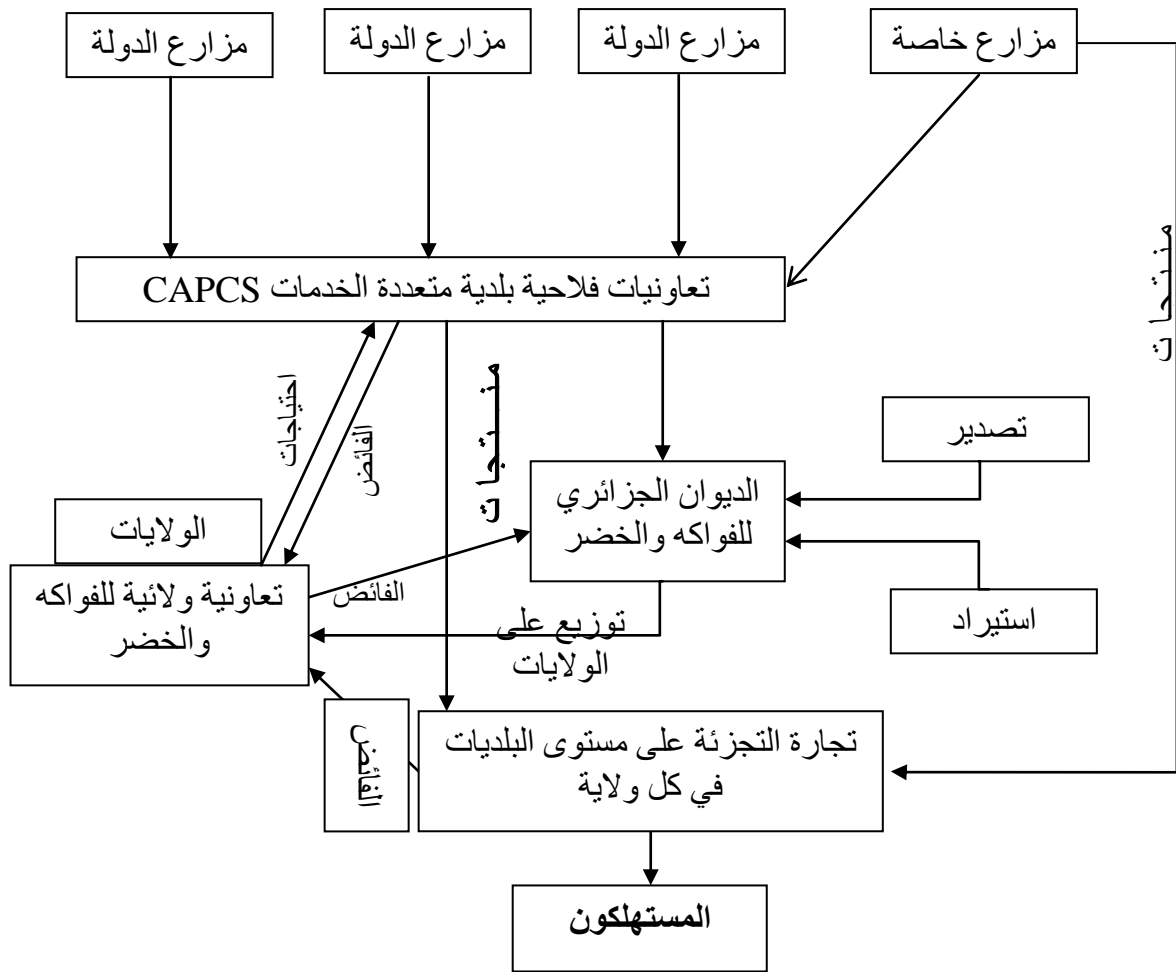 مزارع خاصة
مزارع الدولة
مزارع الدولة
مزارع الدولة
منتجات
تعاونيات فلاحية بلدية متعددة الخدمات CAPCS
احتياجات
الفائض
منتجات
تصدير
الديوان الجزائري
للفواكه والخضر
الولايات
تعاونية ولائية للفواكه
والخضر
الفائض
استيراد
توزيع على
الولايات
الفائض
تجارة التجزئة على مستوى البلديات
في كل ولاية
المستهلكون